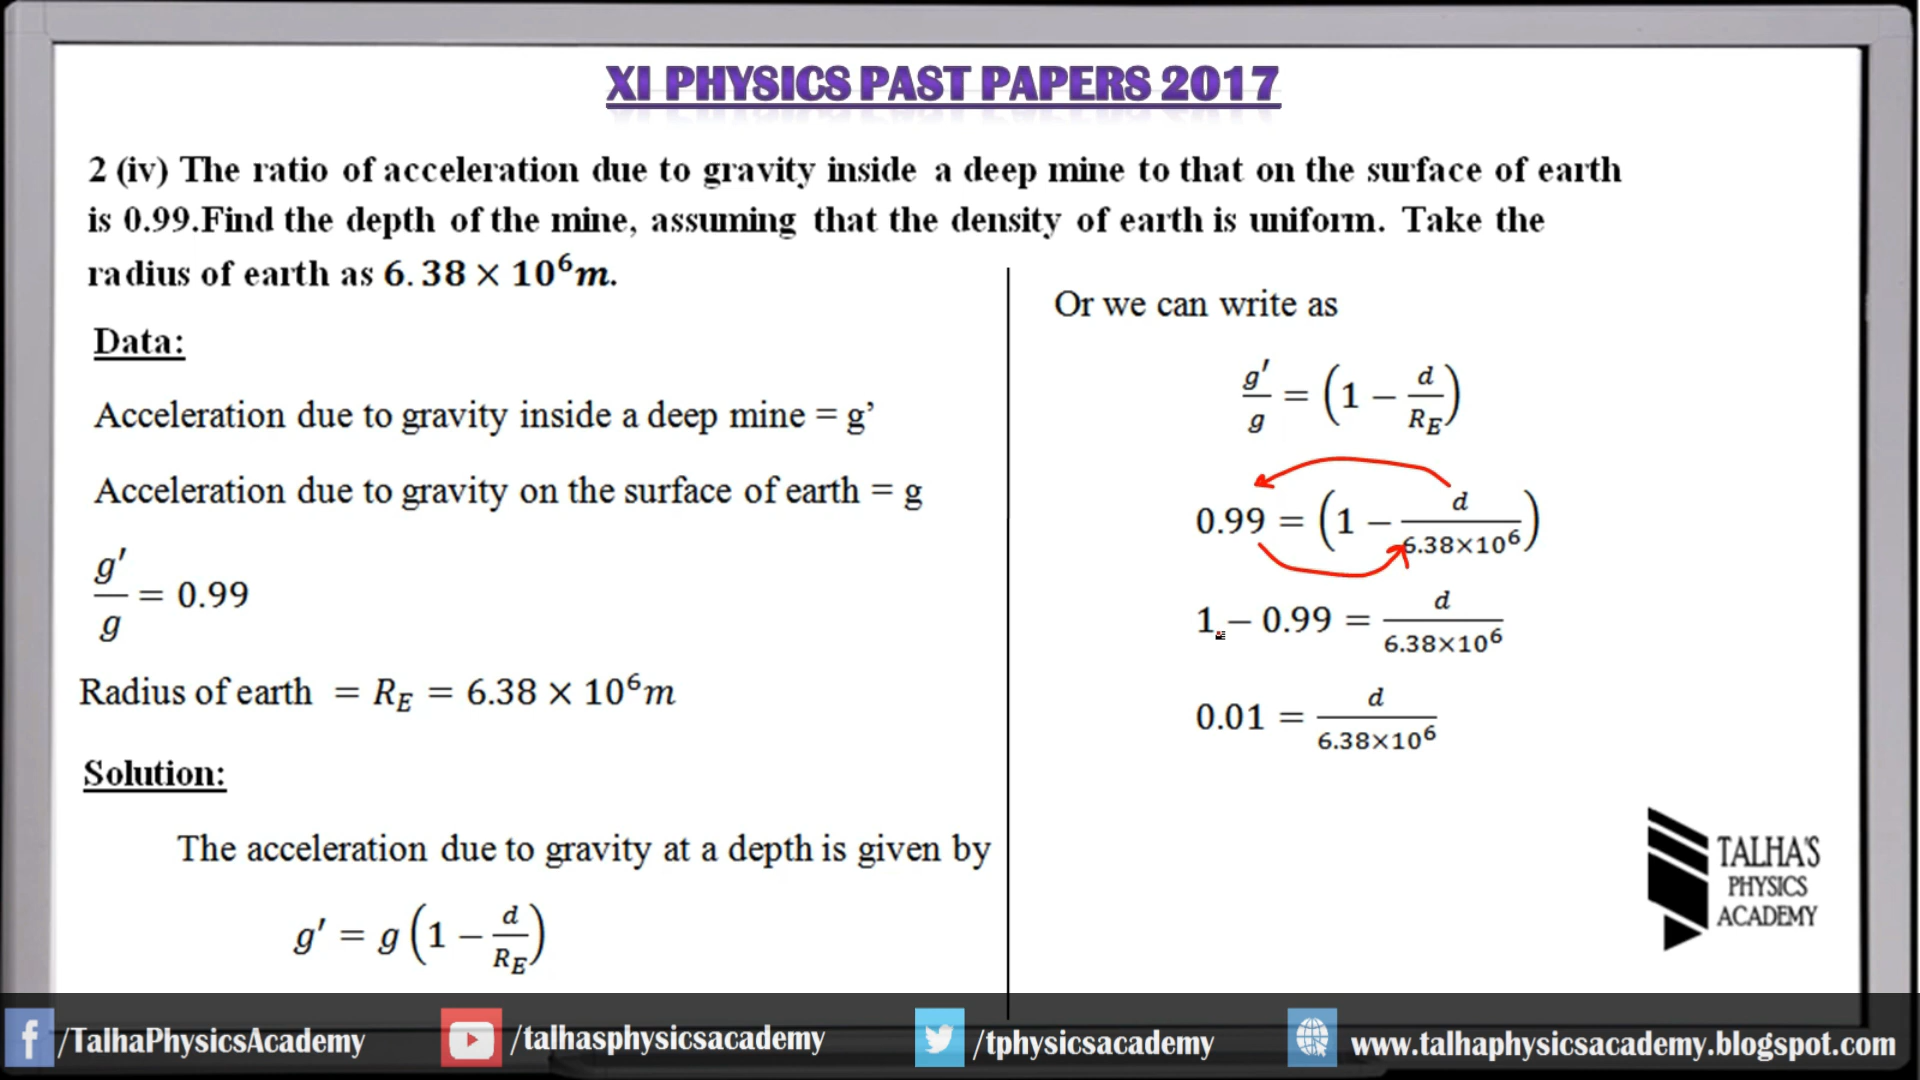 XI PHYSICS PAST PAPERS 2017
2 (iv) The ratio of acceleration due to gravity inside a deep mine to that on the surface of earth
is 0.99.Find the depth of the mine, assuming that the density of earth is uniform. Take the
radius of earth as 6.38 × 10⁶m.
Data:
Acceleration due to gravity inside a deep mine = g’
Acceleration due to gravity on the surface of earth = g
g′/g = 0.99
Radius of earth = R_E = 6.38 × 10⁶m
Solution:
The acceleration due to gravity at a depth is given by
g′ = g (1 − d/R_E)
Or we can write as
g′/g = (1 − d/R_E)
0.99 = (1 − d/6.38×10⁶)
1 − 0.99 = d/6.38×10⁶
0.01 = d/6.38×10⁶
TALHA'S
PHYSICS
ACADEMY
/TalhaPhysicsAcademy
/talhasphysicsacademy
/tphysicsacademy
www.talhaphysicsacademy.blogspot.com